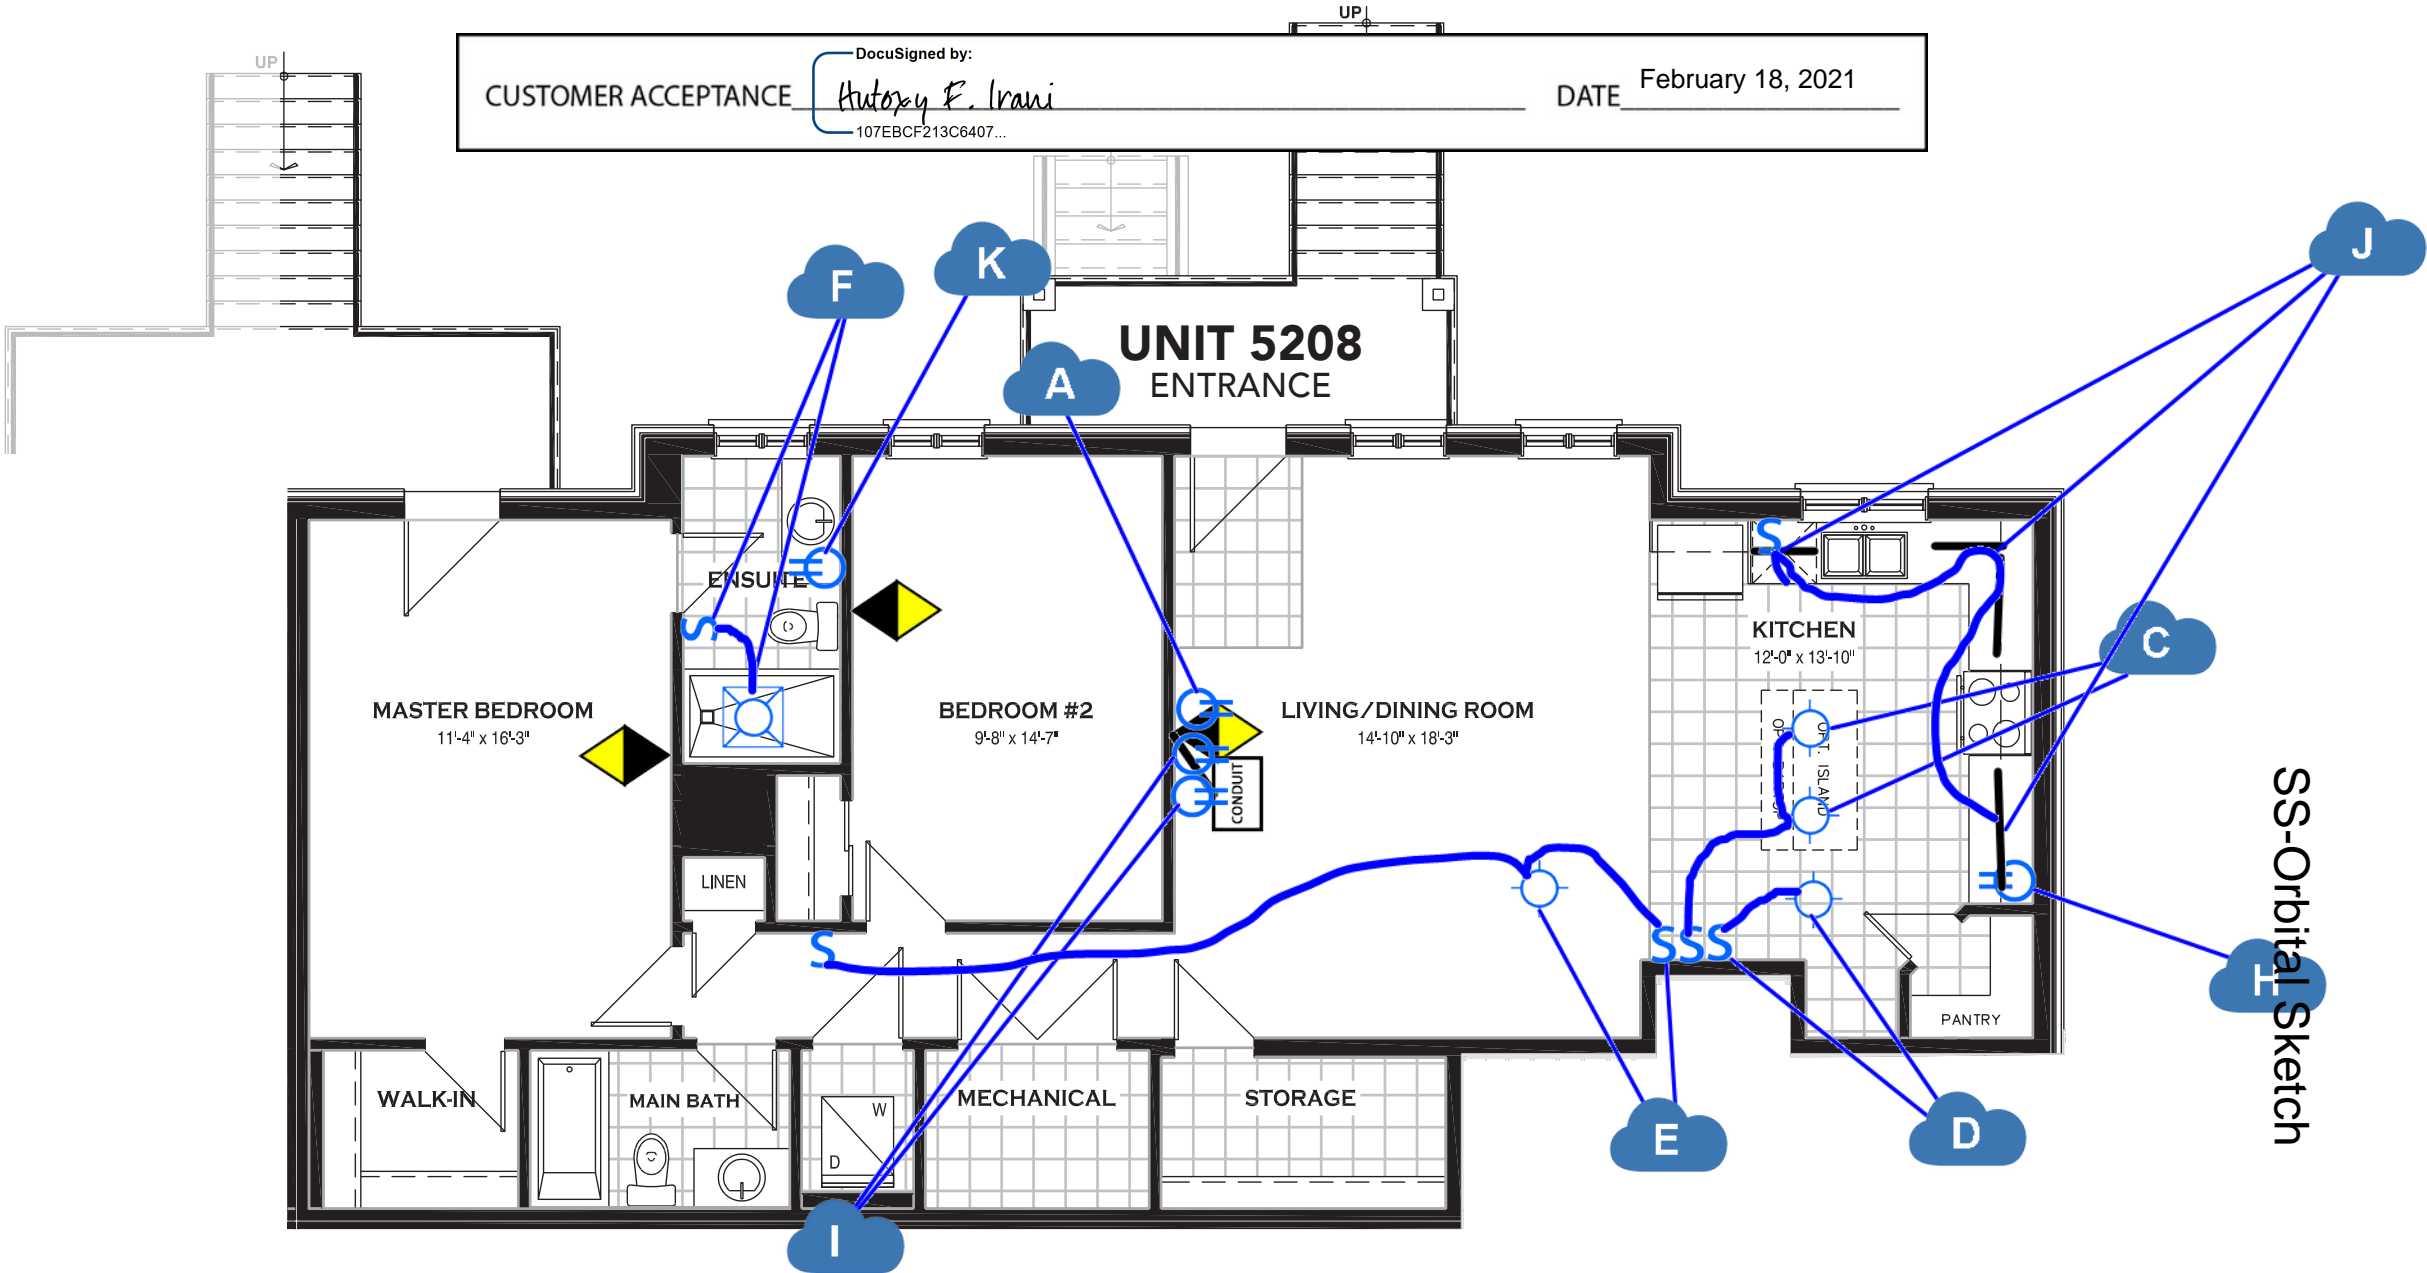 UP
UP
DocuSigned by:
CUSTOMER ACCEPTANCE Hutoxy F. Irani DATE February 18, 2021
107EBCF213C6407...
J
K
F
UNIT 5208
A
ENTRANCE
S
ENSUITE
S
KITCHEN
12'-0" x 13'-10"
C
MASTER BEDROOM
11'-4" x 16'-3"
BEDROOM #2
9'-8" x 14'-7"
LIVING/DINING ROOM
14'-10" x 18'-3"
OPT. ISLAND
CONDUIT
SS-Orbital Sketch
LINEN
S
S S S
H
PANTRY
WALK-IN
MAIN BATH
W
D
MECHANICAL
STORAGE
E
D
I